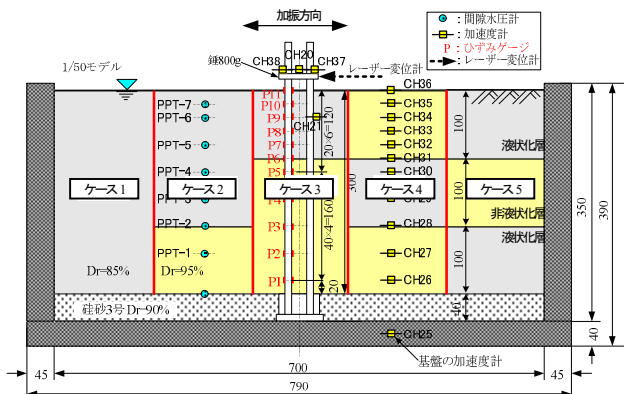 加振方向
: 間隙水圧計
: 加速度計
P : ひずみゲージ
: レーザー変位計
1/50モデル
錘800g
CH38
CH20
CH37
レーザー変位計
CH36
CH35
CH34
CH33
CH32
CH31
CH30
CH28
CH27
CH26
CH25
CH21
P11
P10
P9
P8
P7
P6
P5
P4
P3
P2
P1
PPT-7
PPT-6
PPT-5
PPT-4
PPT-2
PPT-1
ケース1
ケース2
ケース3
ケース4
ケース5
液状化層
非液状化層
液状化層
Dr=85%
Dr=95%
硅砂3号 Dr=90%
基盤の加速度計
20×6=120
40×4=160
20
300
100
100
100
40
350
390
40
45
700
45
790